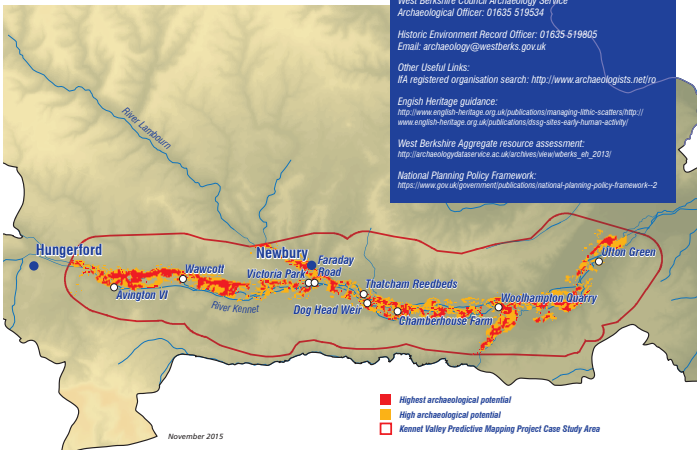 West Berkshire Council Archaeology Service
Archaeological Officer: 01635 519534
Historic Environment Record Officer: 01635 519805
Email: archaeology@westberks.gov.uk
Other Useful Links:
IfA registered organisation search: http://www.archaeologists.net/ro
Engish Heritage guidance:
http://www.english-heritage.org.uk/publications/managing-lithic-scatters/http://
www.english-heritage.org.uk/publications/dssg-sites-early-human-activity/
West Berkshire Aggregate resource assessment:
http://archaeologydataservice.ac.uk/archives/view/wberks_eh_2013/
National Planning Policy Framework:
https://www.gov.uk/government/publications/national-planning-policy-framework--2
River Lambourn
Hungerford
Newbury
Faraday
Road
Victoria Park
Wawcott
Avington VI
River Kennet
Thatcham Reedbeds
Dog Head Weir
Chamberhouse Farm
Woolhampton Quarry
Ufton Green
Highest archaeological potential
High archaeological potential
Kennet Valley Predictive Mapping Project Case Study Area
November 2015